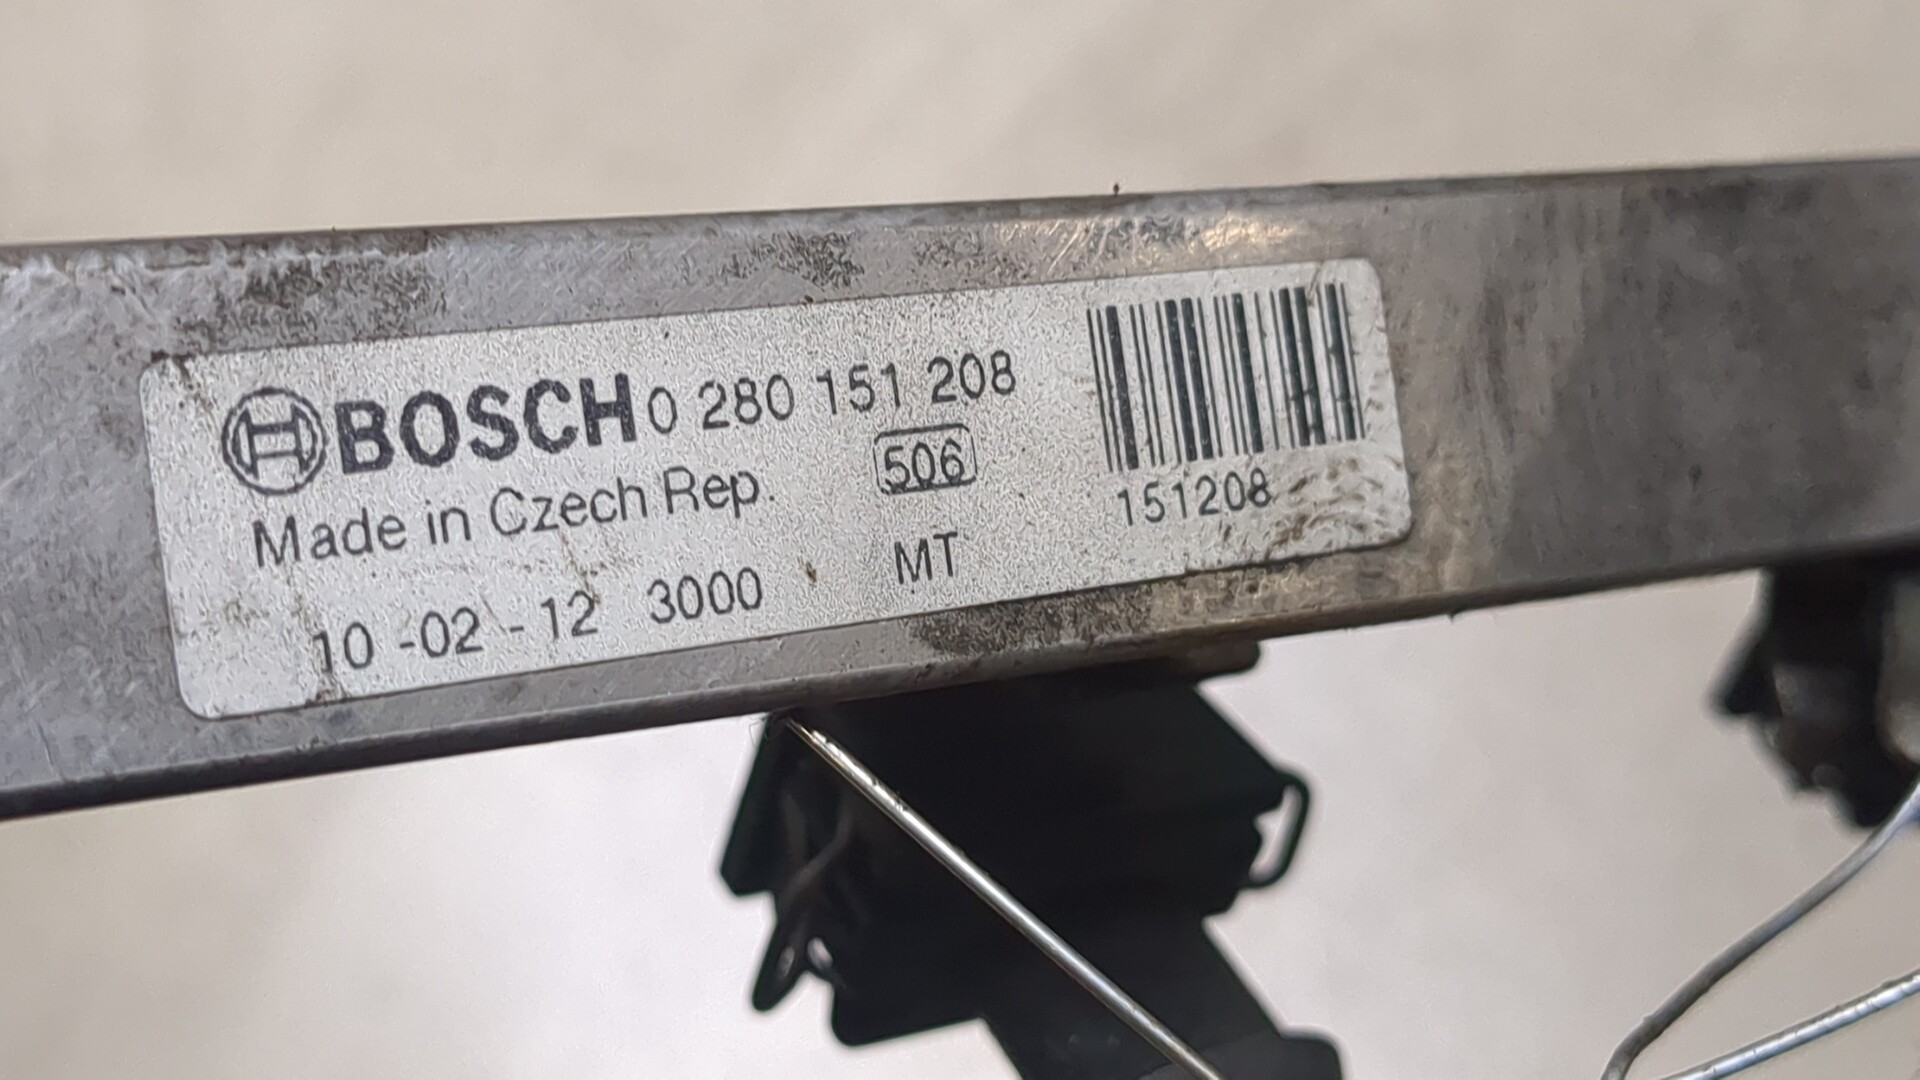 BOSCH 0 280 151 208
Made in Czech Rep. 506
10 -02 - 12 3000 MT
151208